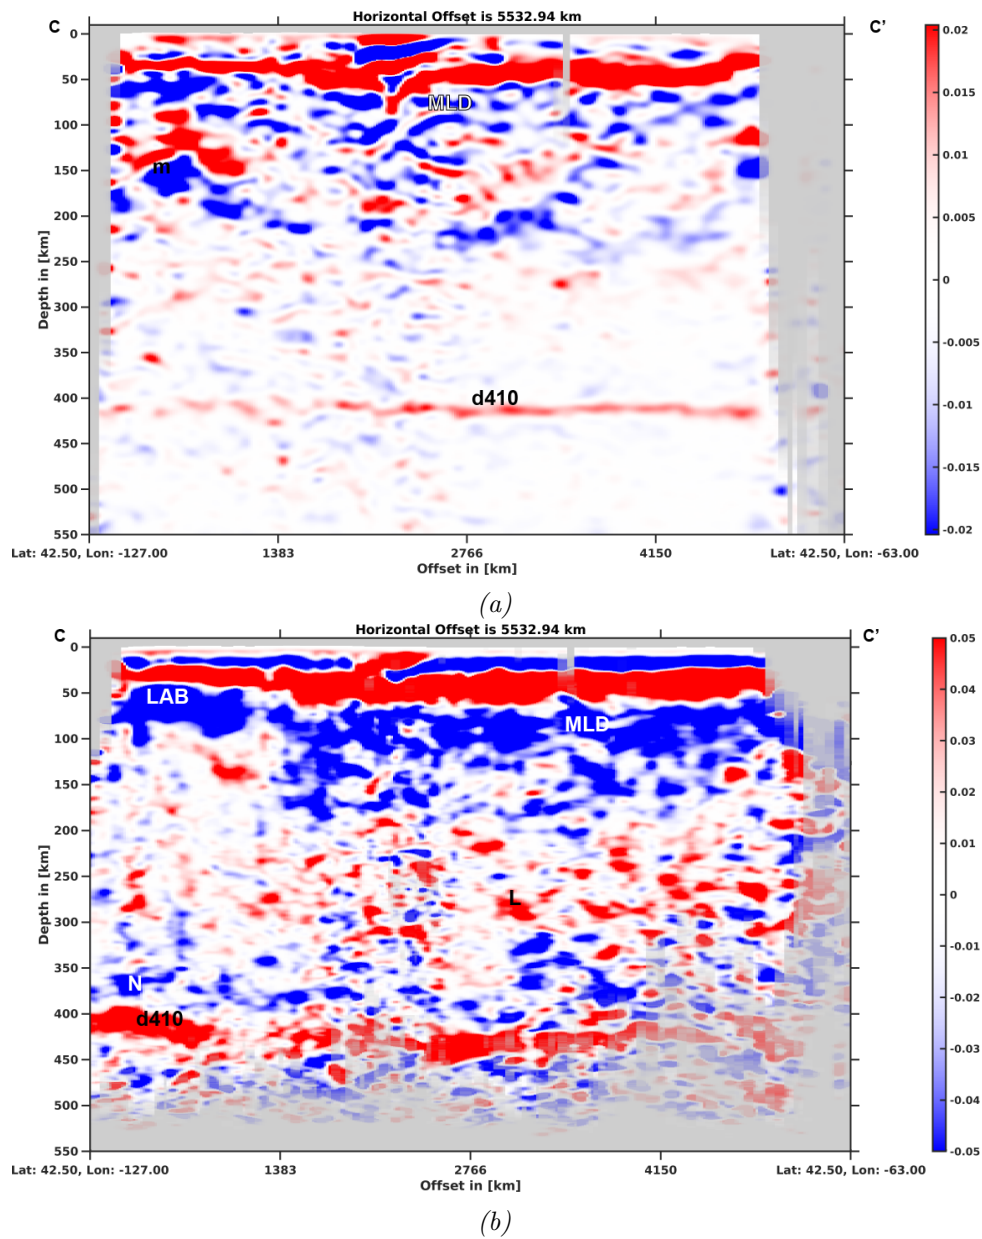 Horizontal Offset is 5532.94 km
C
C'
0
50
100
150
200
250
300
350
400
450
500
550
Depth in [km]
MLD
m
d410
0.02
0.015
0.01
0.005
0
-0.005
-0.01
-0.015
-0.02
Lat: 42.50, Lon: -127.00
1383
2766
4150
Lat: 42.50, Lon: -63.00
Offset in [km]
(a)
Horizontal Offset is 5532.94 km
C
C'
0
50
100
150
200
250
300
350
400
450
500
550
Depth in [km]
LAB
MLD
L
N
d410
0.05
0.04
0.03
0.02
0.01
0
-0.01
-0.02
-0.03
-0.04
-0.05
Lat: 42.50, Lon: -127.00
1383
2766
4150
Lat: 42.50, Lon: -63.00
Offset in [km]
(b)